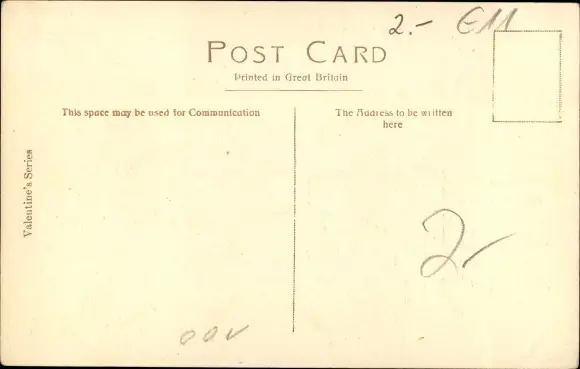 2.- E11
POST CARD
Printed in Great Britain
This space may be used for Communication
The Address to be written
here
Valentine's Series
2-